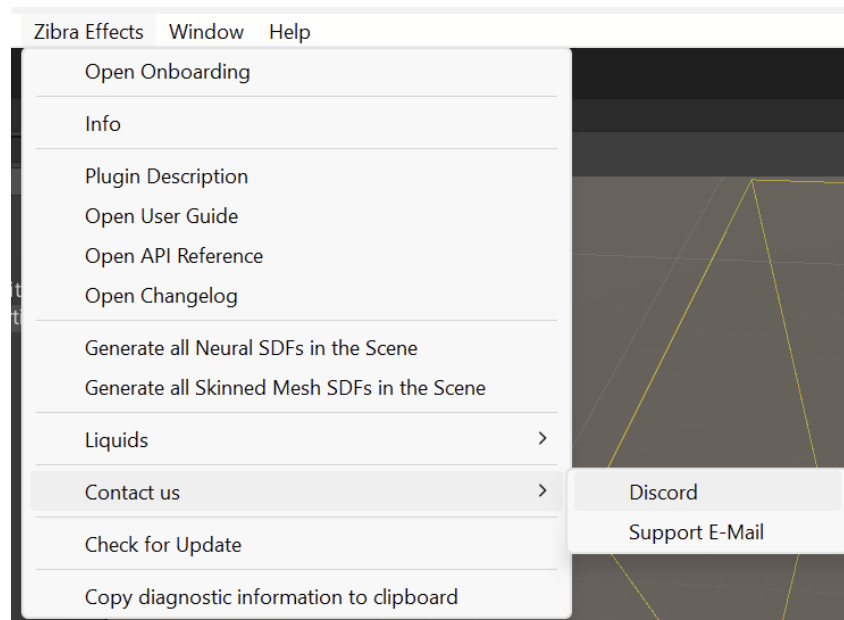 Zibra Effects Window Help
Open Onboarding
Info
Plugin Description
Open User Guide
Open API Reference
Open Changelog
Generate all Neural SDFs in the Scene
Generate all Skinned Mesh SDFs in the Scene
Liquids
Contact us
Discord
Support E-Mail
Check for Update
Copy diagnostic information to clipboard